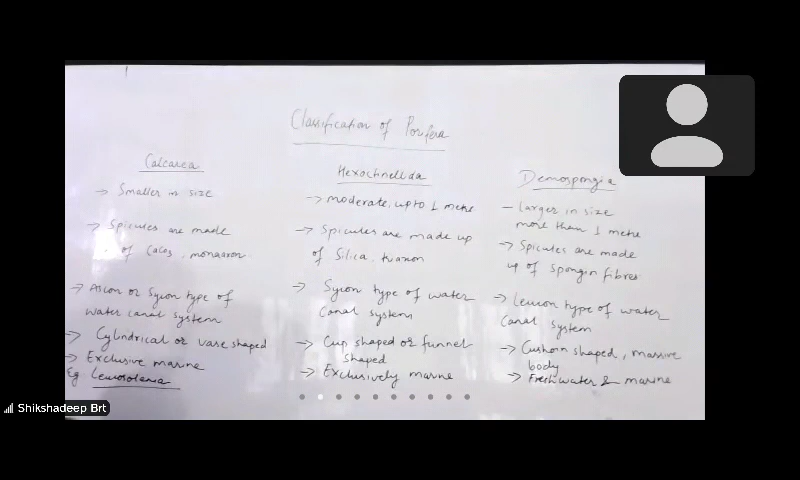 Classification of Porifera
Calcarea
→ Smaller in size
→ Spicules are made
of CaCO3, monoaxon
→ Ascon or Sycon type of
water canal system
→ Cylindrical or vase shaped
→ Exclusive marine
Eg Leucosolenia
Hexactinellida
→ moderate, upto 1 metre
→ Spicules are made up
of Silica, triaxon
→ Sycon type of water
Canal system
→ Cup shaped or funnel
shaped
→ Exclusively marine
Demospongia
– Larger in size
more than 1 metre
→ Spicules are made
up of Spongin fibres
→ Leucon type of water
Canal system
→ Cushion shaped, massive
body
→ Freshwater & marine
Shikshadeep Brt